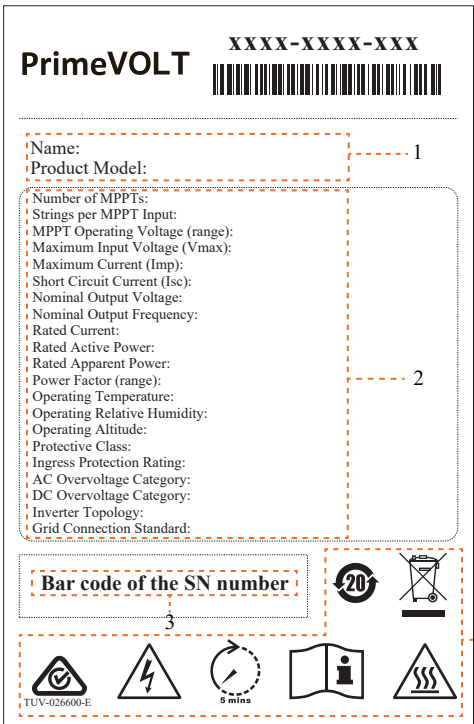 xxxx-xxxx-xxx
PrimeVOLT
Name:
Product Model:
1
Number of MPPTs:
Strings per MPPT Input:
MPPT Operating Voltage (range):
Maximum Input Voltage (Vmax):
Maximum Current (Imp):
Short Circuit Current (Isc):
Nominal Output Voltage:
Nominal Output Frequency:
Rated Current:
Rated Active Power:
Rated Apparent Power:
Power Factor (range):
Operating Temperature:
Operating Relative Humidity:
Operating Altitude:
Protective Class:
Ingress Protection Rating:
AC Overvoltage Category:
DC Overvoltage Category:
Inverter Topology:
Grid Connection Standard:
2
Bar code of the SN number
3
20
TUV-026600-E
5 mins
i